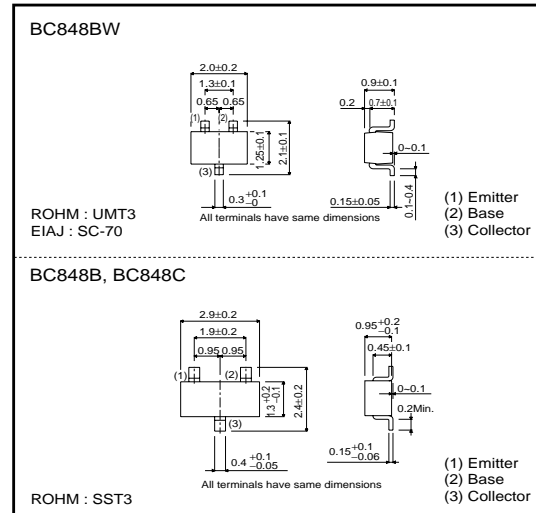 BC848BW
2.0±0.2
1.3±0.1
0.65 0.65
(1) (2)
(3)
1.25±0.1
2.1±0.1
0.3 +0.1 −0
All terminals have same dimensions
0.9±0.1
0.2 0.7±0.1
0~0.1
0.1~0.4
0.15±0.05
ROHM : UMT3
EIAJ : SC-70
(1) Emitter
(2) Base
(3) Collector
BC848B, BC848C
2.9±0.2
1.9±0.2
0.95 0.95
(1) (2)
(3)
1.3 +0.2 −0.1
2.4±0.2
0.4 +0.1 −0.05
All terminals have same dimensions
0.95 +0.2 −0.1
0.45±0.1
0~0.1
0.2Min.
0.15 +0.1 −0.06
ROHM : SST3
(1) Emitter
(2) Base
(3) Collector